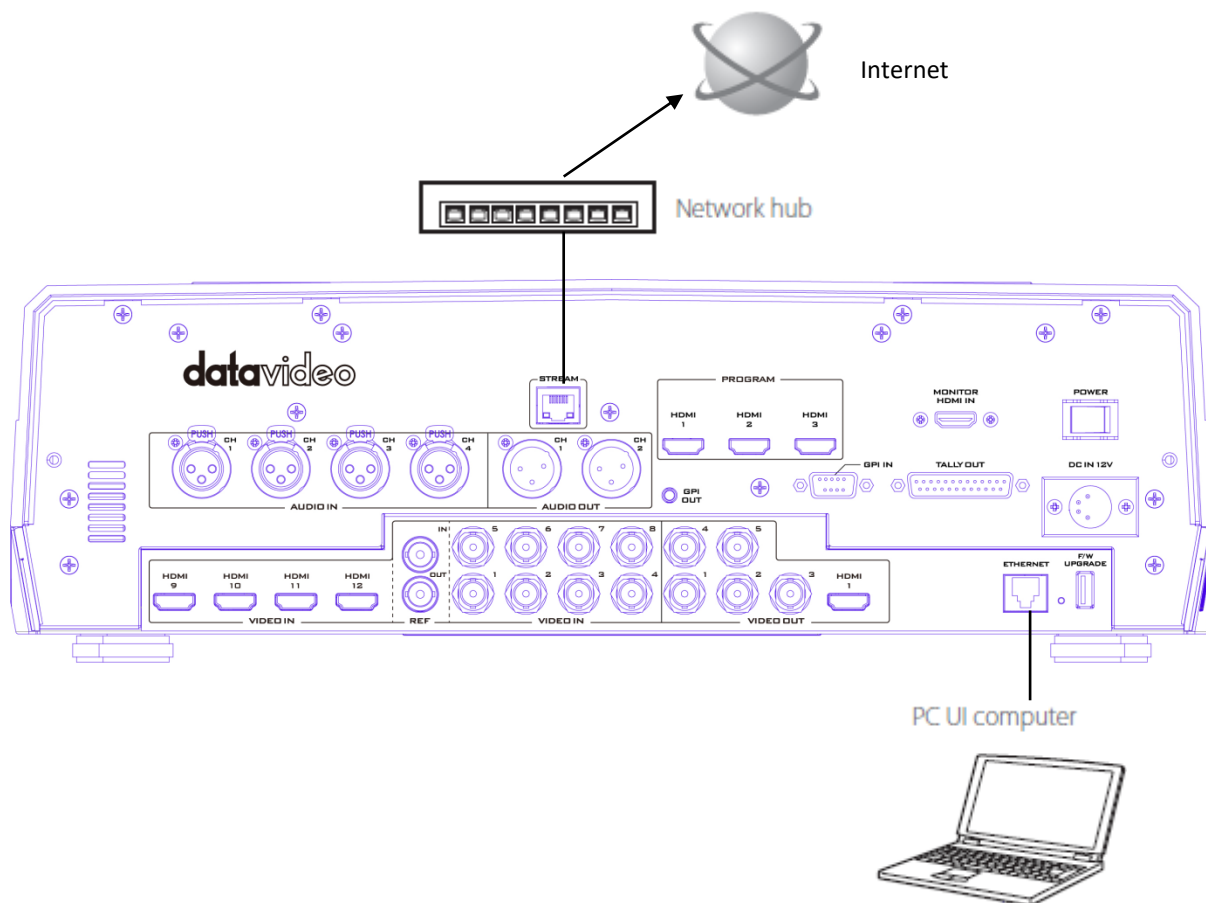 Internet
Network hub
datavideo
STREAM
PROGRAM
HDMI 1
HDMI 2
HDMI 3
MONITOR
HDMI IN
POWER
PUSH CH 1
PUSH CH 2
PUSH CH 3
PUSH CH 4
CH 1
CH 2
AUDIO IN
AUDIO OUT
GPI OUT
GPI IN
TALLY OUT
DC IN 12V
HDMI 9
HDMI 10
HDMI 11
HDMI 12
VIDEO IN
IN
OUT
REF
5 6 7 8
1 2 3 4
VIDEO IN
4 5
1 2 3
HDMI 1
VIDEO OUT
ETHERNET
F/W
UPGRADE
PC UI computer